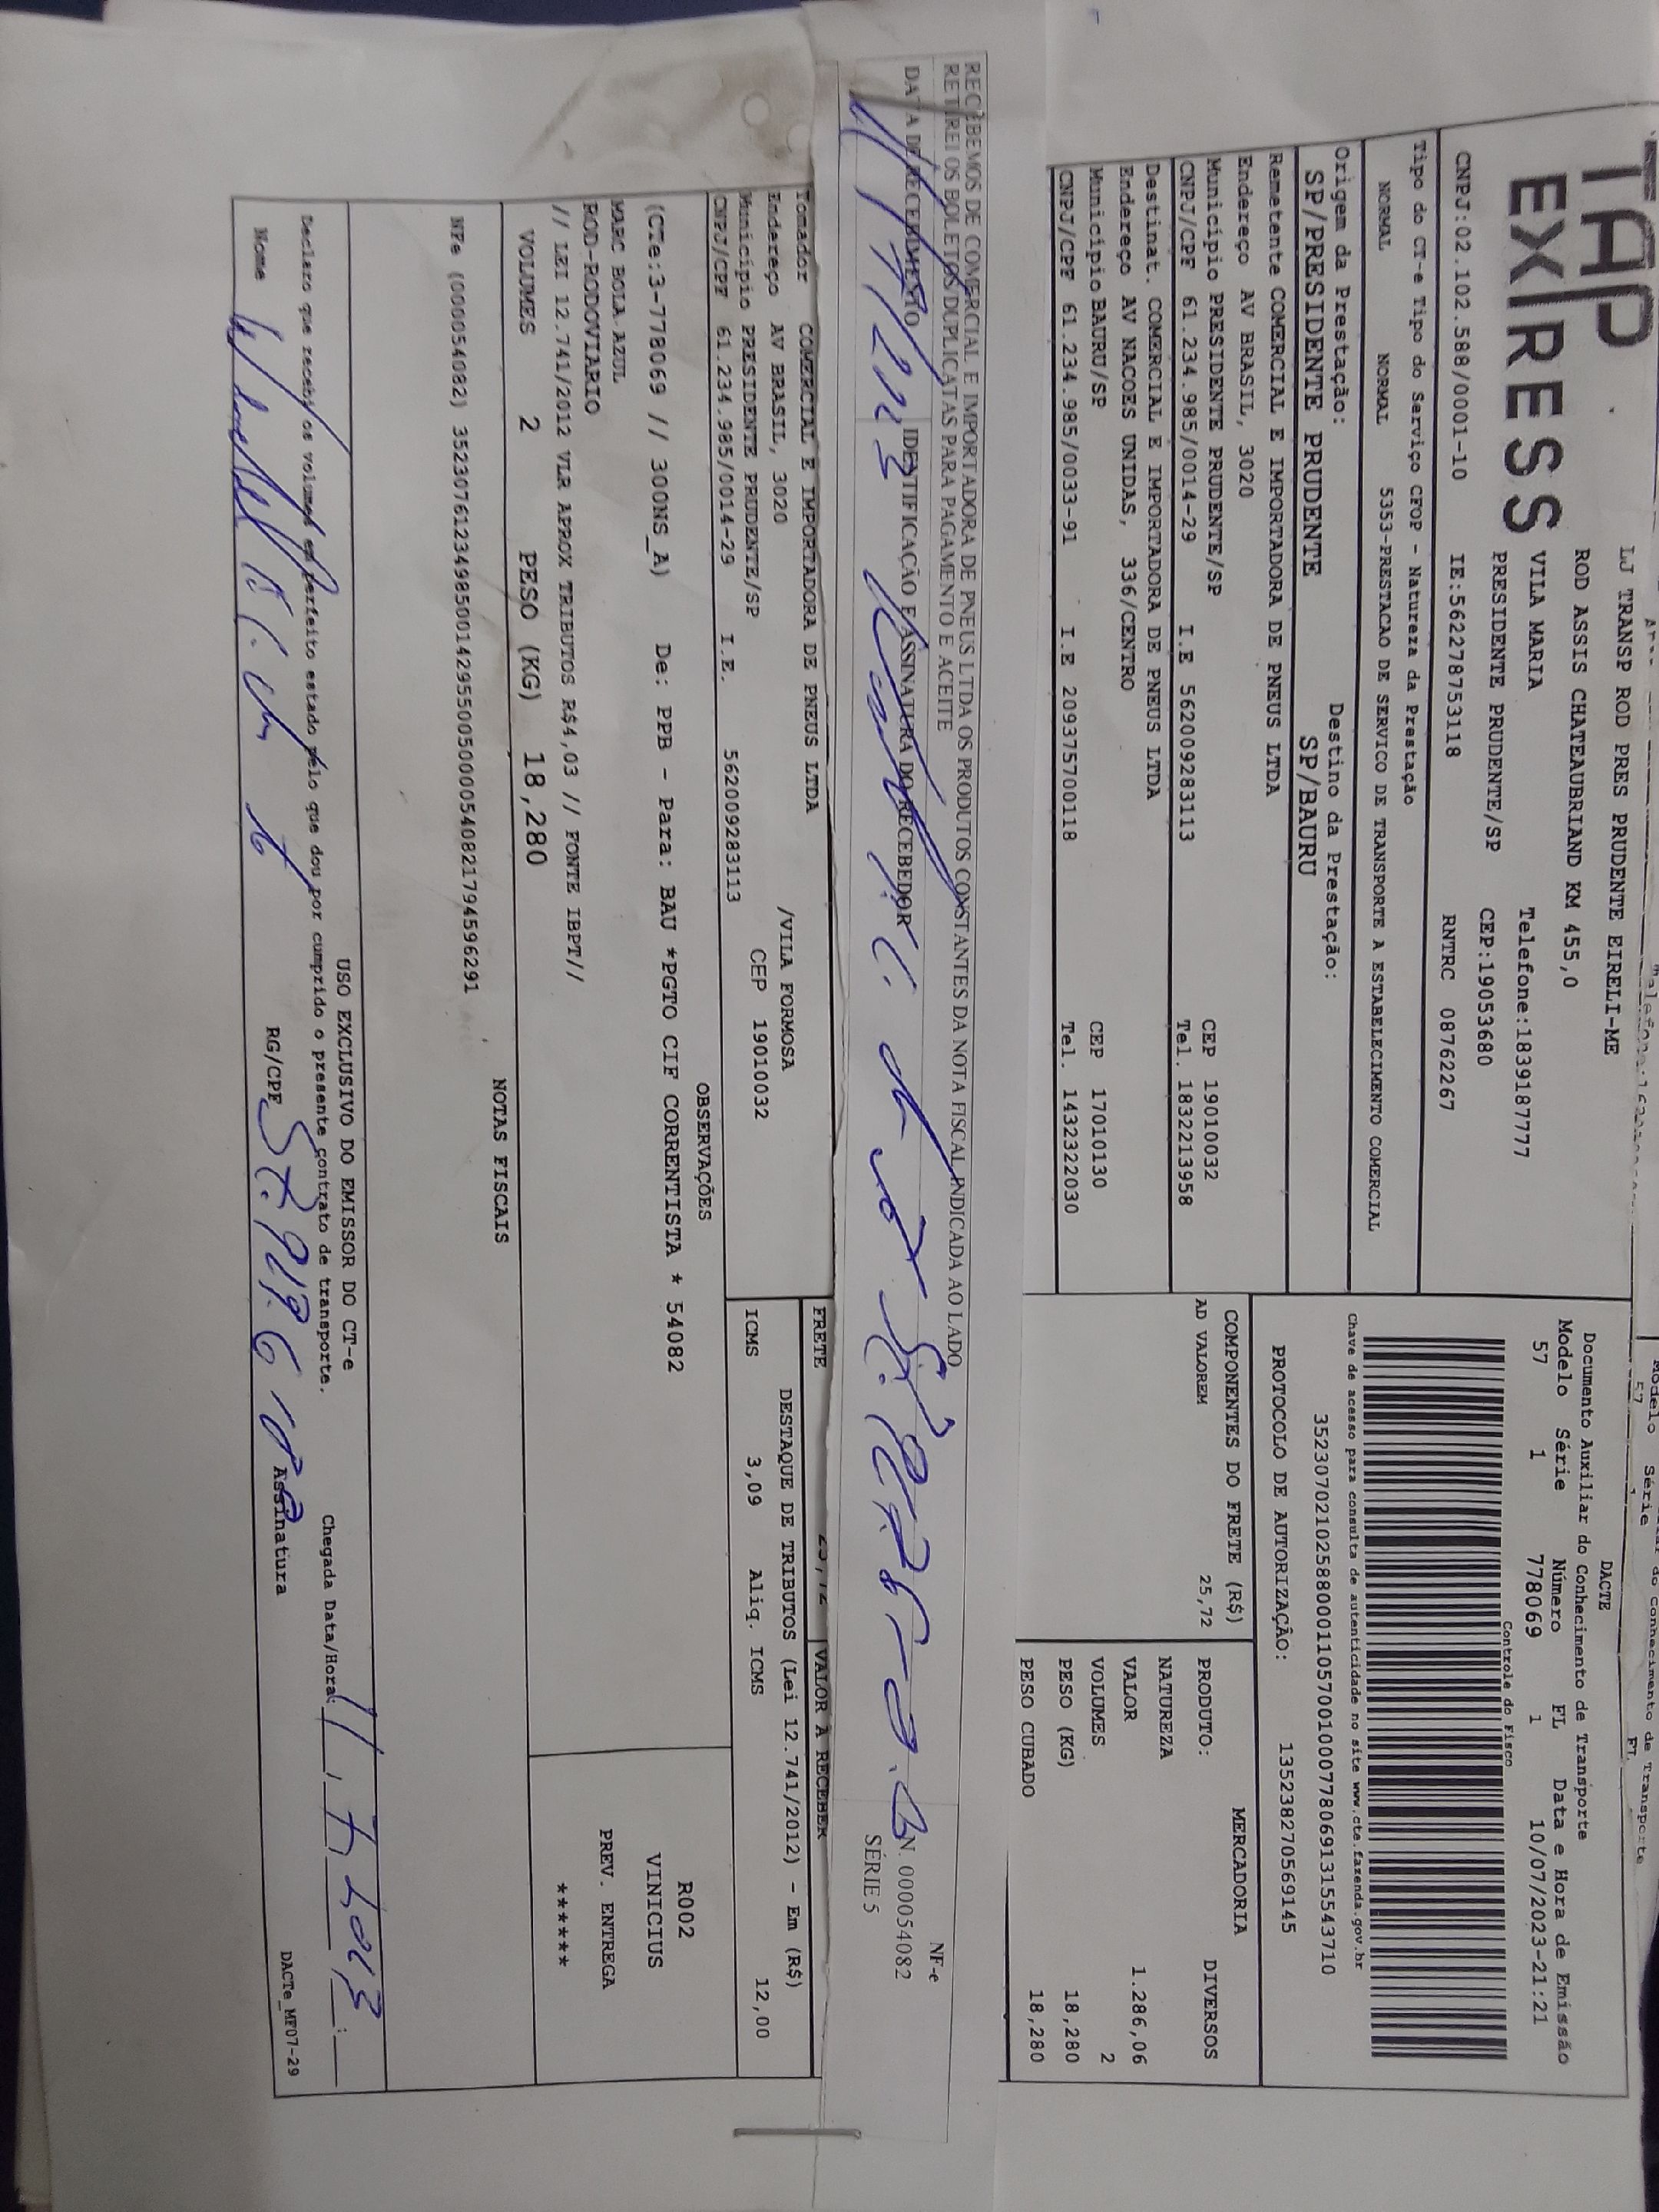 TAP
EXPRESS
LJ TRANSP ROD PRES PRUDENTE EIRELI-ME
ROD ASSIS CHATEAUBRIAND KM 455,0
VILA MARIA Telefone:1839187777
PRESIDENTE PRUDENTE/SP CEP:19053680
CNPJ:02.102.588/0001-10 IE:562278753118 RNTRC 08762267
Tipo do CT-e Tipo do Serviço CFOP - Natureza da Prestação
NORMAL NORMAL 5353-PRESTACAO DE SERVICO DE TRANSPORTE A ESTABELECIMENTO COMERCIAL
Origem da Prestação: Destino da Prestação:
SP/PRESIDENTE PRUDENTE SP/BAURU
DACTE
Documento Auxiliar do Conhecimento de Transporte
Modelo Série Número FL Data e Hora de Emissão
57 1 778069 1 10/07/2023-21:21
Controle do Fisco
Chave de acesso para consulta de autenticidade no site www.cte.fazenda.gov.br
35230702102588000110570010007780691315543710
PROTOCOLO DE AUTORIZAÇÃO: 135238270569145
Remetente COMERCIAL E IMPORTADORA DE PNEUS LTDA
Endereço AV BRASIL, 3020
Município PRESIDENTE PRUDENTE/SP CEP 19010032
CNPJ/CPF 61.234.985/0014-29 I.E 562009283113 Tel. 1832213958
Destinat. COMERCIAL E IMPORTADORA DE PNEUS LTDA
Endereço AV NACOES UNIDAS, 336/CENTRO
Município BAURU/SP CEP 17010130
CNPJ/CPF 61.234.985/0033-91 I.E 209375700118 Tel. 1432322030
COMPONENTES DO FRETE (R$)
AD VALOREM 25,72
MERCADORIA
PRODUTO: DIVERSOS
NATUREZA
VALOR 1.286,06
VOLUMES 2
PESO (KG) 18,280
PESO CUBADO 18,280
RECEBEMOS DE COMERCIAL E IMPORTADORA DE PNEUS LTDA OS PRODUTOS CONSTANTES DA NOTA FISCAL INDICADA AO LADO
RETIREI OS BOLETOS DUPLICATAS PARA PAGAMENTO E ACEITE
DATA DE RECEBIMENTO IDENTIFICAÇÃO E ASSINATURA DO RECEBEDOR
NF-e
N. 000054082
SÉRIE 5
Tomador COMERCIAL E IMPORTADORA DE PNEUS LTDA
Endereço AV BRASIL, 3020 /VILA FORMOSA
Município PRESIDENTE PRUDENTE/SP CEP 19010032
CNPJ/CPF 61.234.985/0014-29 I.E. 562009283113
FRETE VALOR À RECEBER
DESTAQUE DE TRIBUTOS (Lei 12.741/2012) - Em (R$)
ICMS 3,09 Aliq. ICMS 12,00
OBSERVAÇÕES
(CTe:3-778069 // 300NS_A) De: PPB - Para: BAU *PGTO CIF CORRENTISTA * 54082
MARC BOLA AZUL
ROD-RODOVIARIO
// LEI 12.741/2012 VLR APROX TRIBUTOS R$4,03 // FONTE IBPT//
VOLUMES 2 PESO (KG) 18,280
R002
VINICIUS
PREV. ENTREGA
******
NOTAS FISCAIS
NFe (000054082) 35230761234985001429550050000540821794596291
USO EXCLUSIVO DO EMISSOR DO CT-e
Declaro que recebi os volumes em perfeito estado pelo que dou por cumprido o presente contrato de transporte.
Chegada Data/Hora:
Nome RG/CPF Assinatura
DACTe_MF07-29